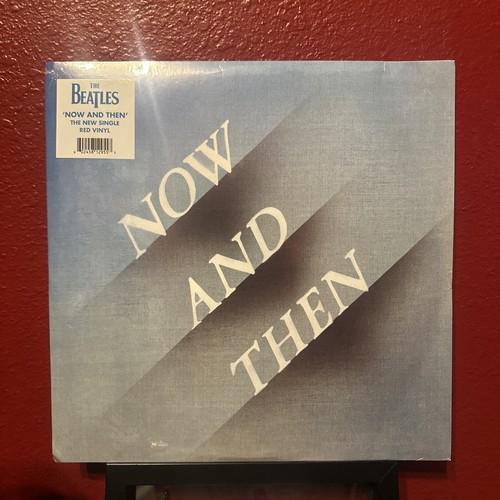 THE
BEATLES
'NOW AND THEN'
THE NEW SINGLE
RED VINYL
NOW
AND
THEN